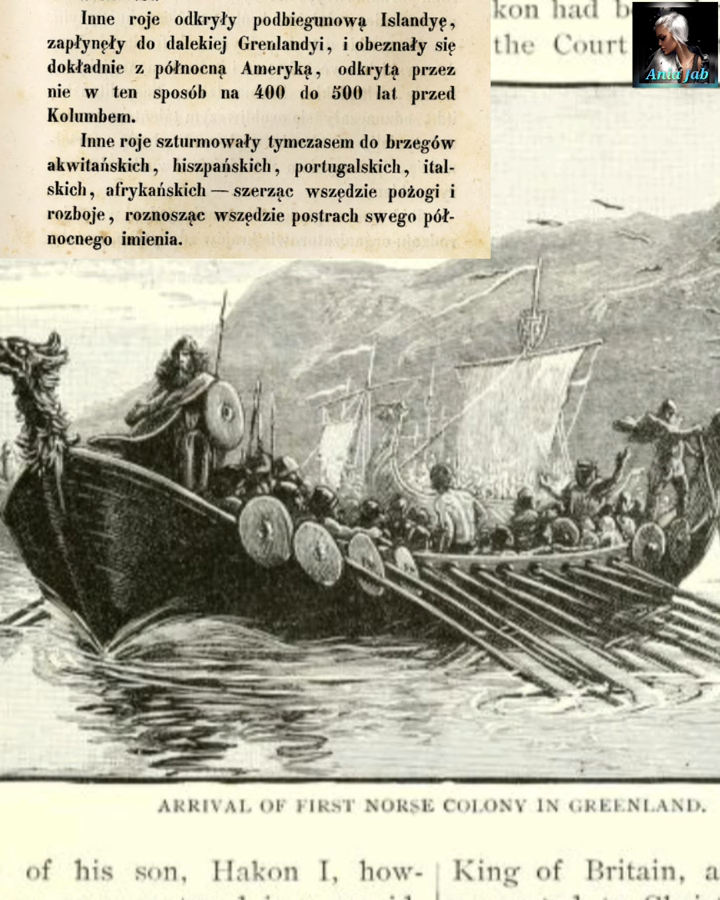 Inne roje odkryły podbiegunową Islandyę,
zapłynęły do dalekiej Grenlandyi, i obeznały się
dokładnie z północną Ameryką, odkrytą przez
nie w ten sposób na 400 do 500 lat przed
Kolumbem.
Inne roje szturmowały tymczasem do brzegów
akwitańskich, hiszpańskich, portugalskich, ital-
skich, afrykańskich — szerząc wszędzie pożogi i
rozboje, roznosząc wszędzie postrach swego pół-
nocnego imienia.
kon had
the Court
Ania jab
ARRIVAL OF FIRST NORSE COLONY IN GREENLAND.
of his son, Hakon I, how-
King of Britain, a